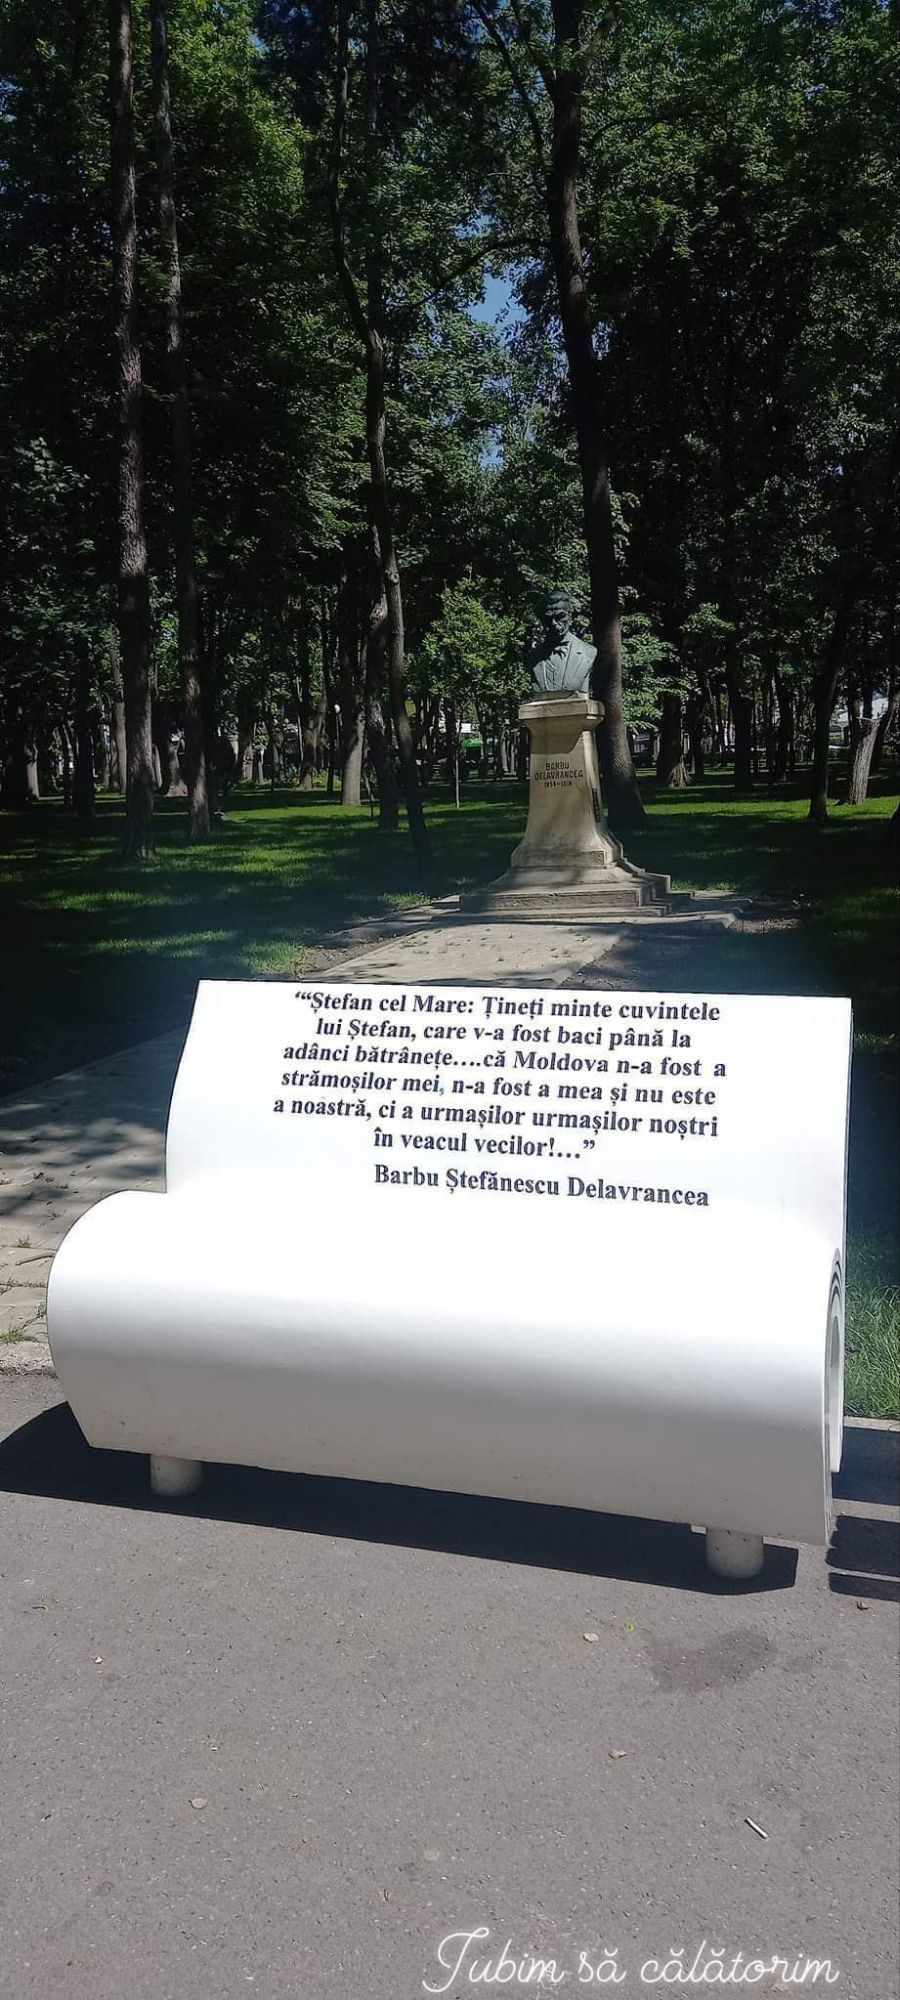 BARBU
DELAVRANCEA
1858-1918
“‘Ștefan cel Mare: Țineți minte cuvintele
lui Ștefan, care v-a fost baci până la
adânci bătrânețe....că Moldova n-a fost a
strămoșilor mei, n-a fost a mea și nu este
a noastră, ci a urmașilor urmașilor noștri
în veacul vecilor!...”
Barbu Ștefănescu Delavrancea
Iubim să călătorim